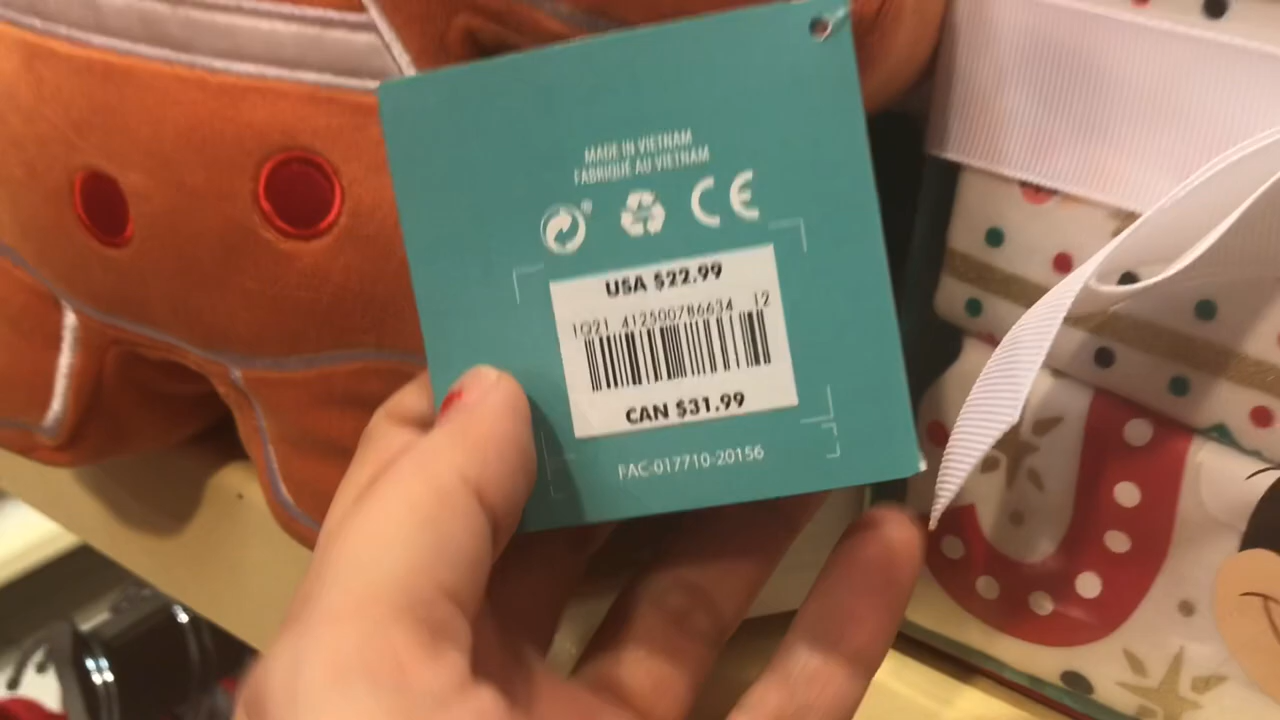 MADE IN VIETNAM
FABRIQUÉ AU VIETNAM
CE
USA $22.99
1Q21 412500786634 12
CAN $31.99
FAC-017710-20156